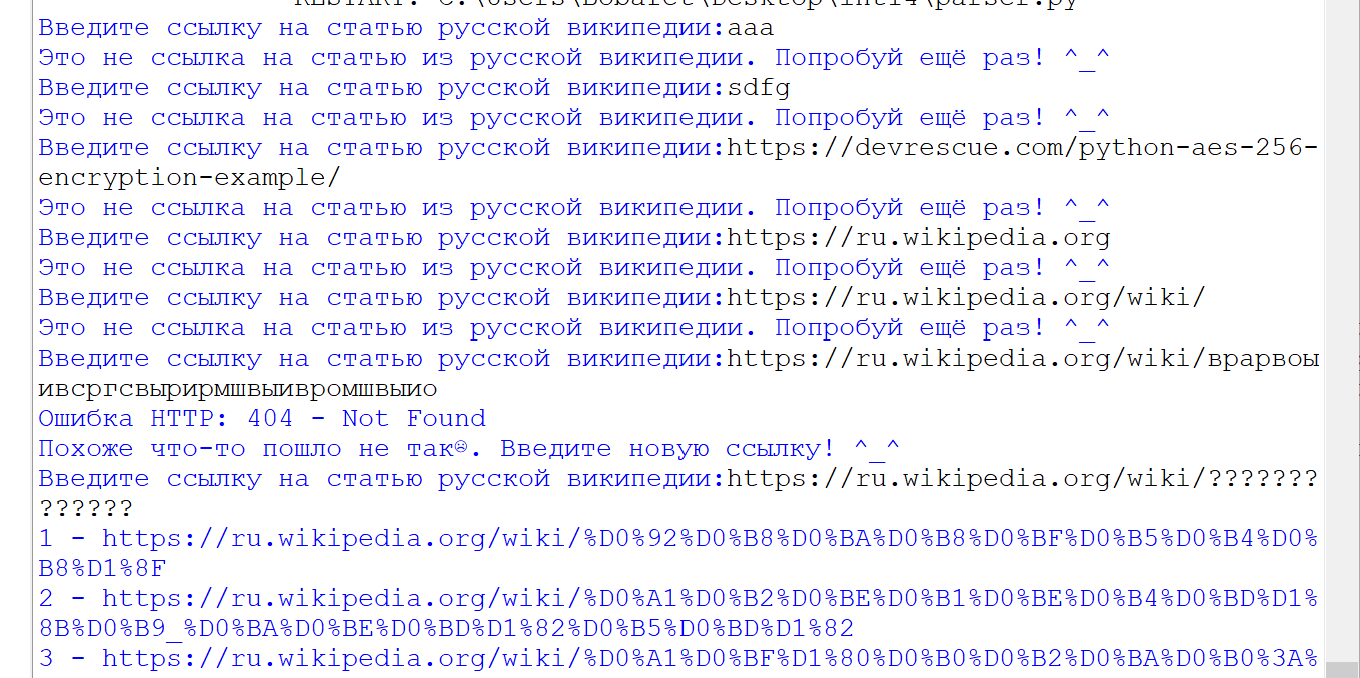 RESTART: C:\Users\Bobafet\Desktop\inti4\parser.py
Введите ссылку на статью русской википедии:aaa
Это не ссылка на статью из русской википедии. Попробуй ещё раз! ^_^
Введите ссылку на статью русской википедии:sdfg
Это не ссылка на статью из русской википедии. Попробуй ещё раз! ^_^
Введите ссылку на статью русской википедии:https://devrescue.com/python-aes-256-
encryption-example/
Это не ссылка на статью из русской википедии. Попробуй ещё раз! ^_^
Введите ссылку на статью русской википедии:https://ru.wikipedia.org
Это не ссылка на статью из русской википедии. Попробуй ещё раз! ^_^
Введите ссылку на статью русской википедии:https://ru.wikipedia.org/wiki/
Это не ссылка на статью из русской википедии. Попробуй ещё раз! ^_^
Введите ссылку на статью русской википедии:https://ru.wikipedia.org/wiki/врарвоы
ивсргсвырирмшвыивромшвыио
Ошибка HTTP: 404 - Not Found
Похоже что-то пошло не так☹. Введите новую ссылку! ^_^
Введите ссылку на статью русской википедии:https://ru.wikipedia.org/wiki/???????
??????
1 - https://ru.wikipedia.org/wiki/%D0%92%D0%B8%D0%BA%D0%B8%D0%BF%D0%B5%D0%B4%D0%
B8%D1%8F
2 - https://ru.wikipedia.org/wiki/%D0%A1%D0%B2%D0%BE%D0%B1%D0%BE%D0%B4%D0%BD%D1%
8B%D0%B9_%D0%BA%D0%BE%D0%BD%D1%82%D0%B5%D0%BD%D1%82
3 - https://ru.wikipedia.org/wiki/%D0%A1%D0%BF%D1%80%D0%B0%D0%B2%D0%BA%D0%B0%3A%